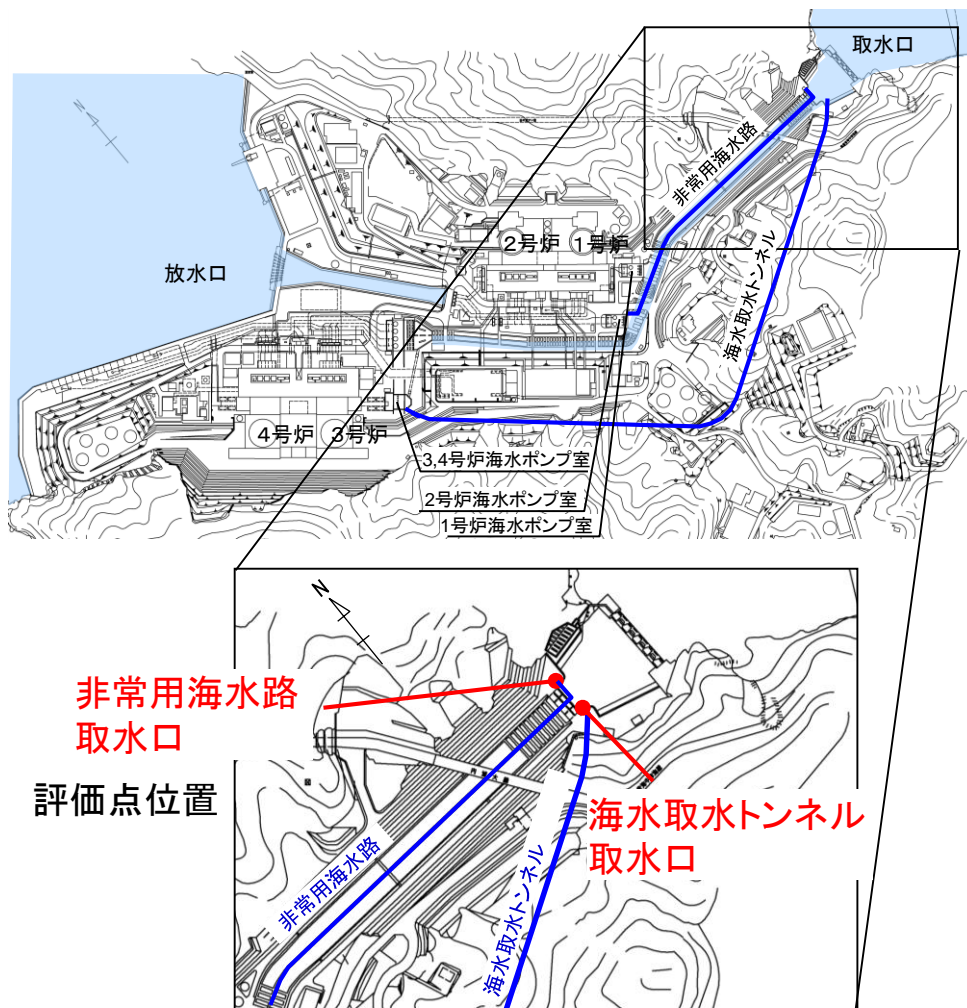 取水口
N
非常用海水路
2号炉
1号炉
放水口
海水取水トンネル
4号炉
3号炉
3,4号炉海水ポンプ室
2号炉海水ポンプ室
1号炉海水ポンプ室
N
非常用海水路
取水口
評価点位置
海水取水トンネル
取水口
非常用海水路
海水取水トンネル